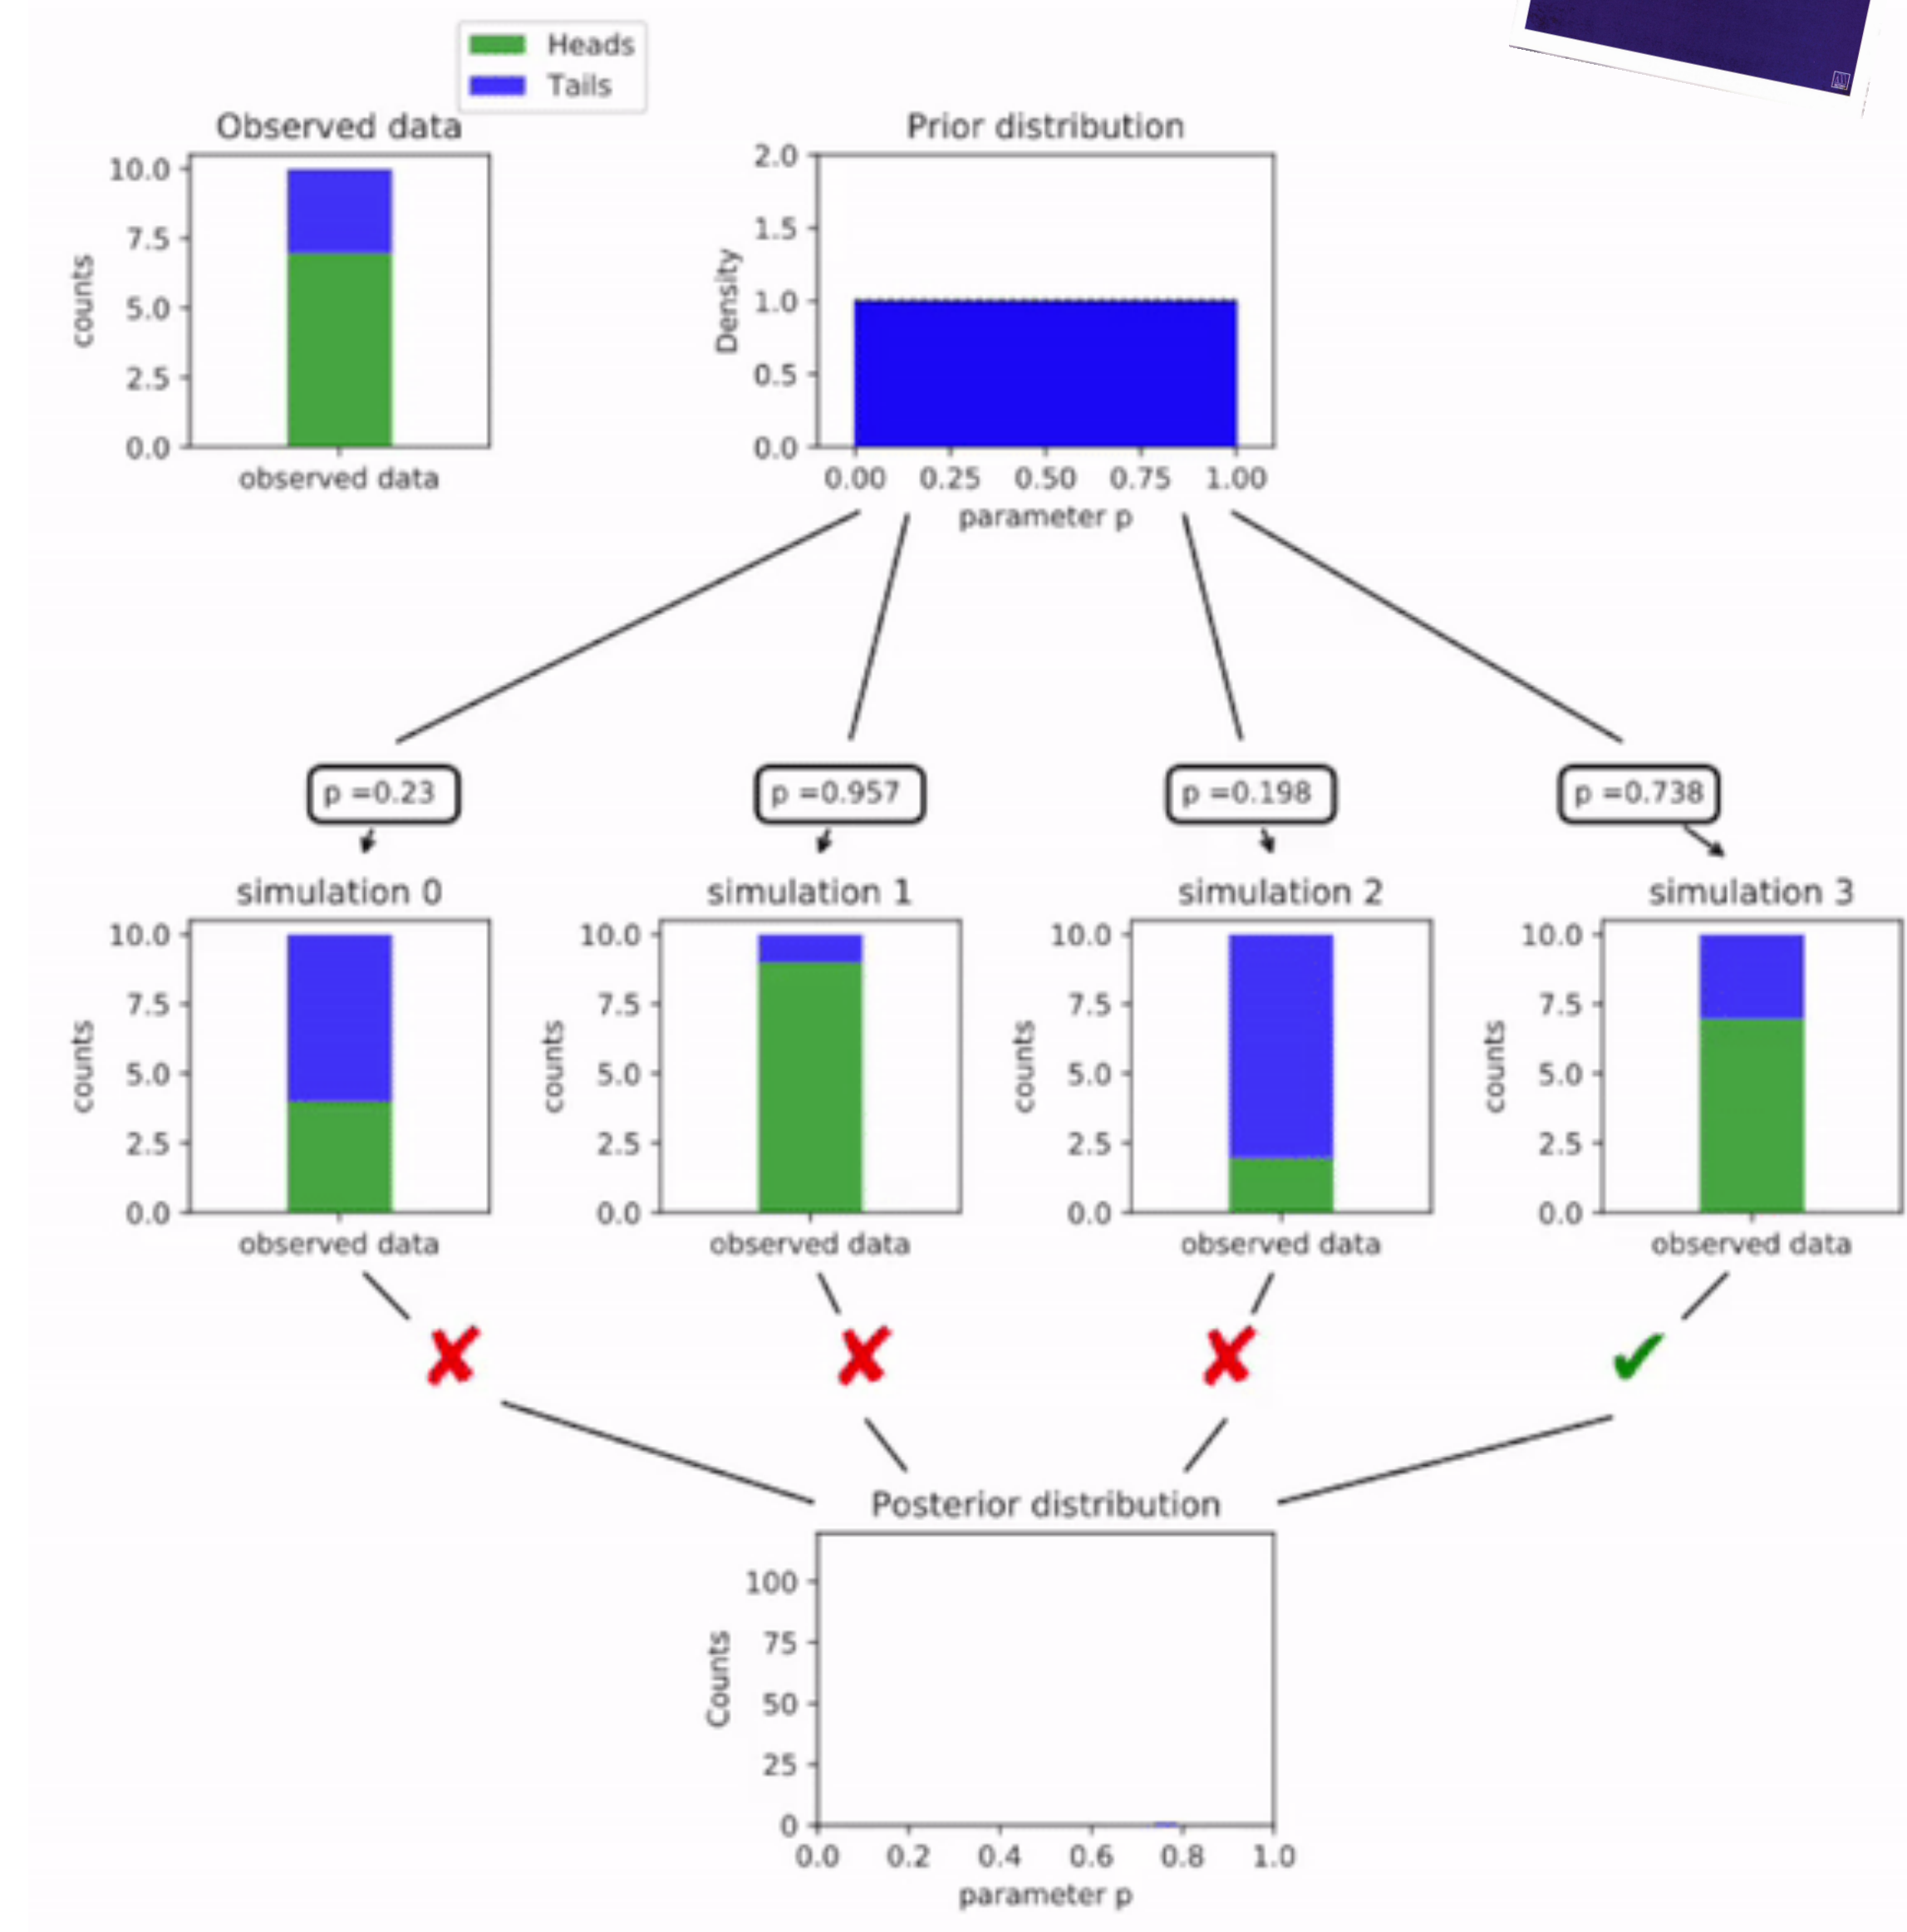 Heads
Tails
Observed data
10.0
7.5
5.0
2.5
0.0
counts
observed data
Prior distribution
2.0
1.5
1.0
0.5
0.0
Density
0.00 0.25 0.50 0.75 1.00
parameter p
p =0.23
p =0.957
p =0.198
p =0.738
simulation 0
10.0
7.5
5.0
2.5
0.0
counts
observed data
simulation 1
10.0
7.5
5.0
2.5
0.0
counts
observed data
simulation 2
10.0
7.5
5.0
2.5
0.0
counts
observed data
simulation 3
10.0
7.5
5.0
2.5
0.0
counts
observed data
Posterior distribution
100
75
50
25
0
Counts
0.0 0.2 0.4 0.6 0.8 1.0
parameter p